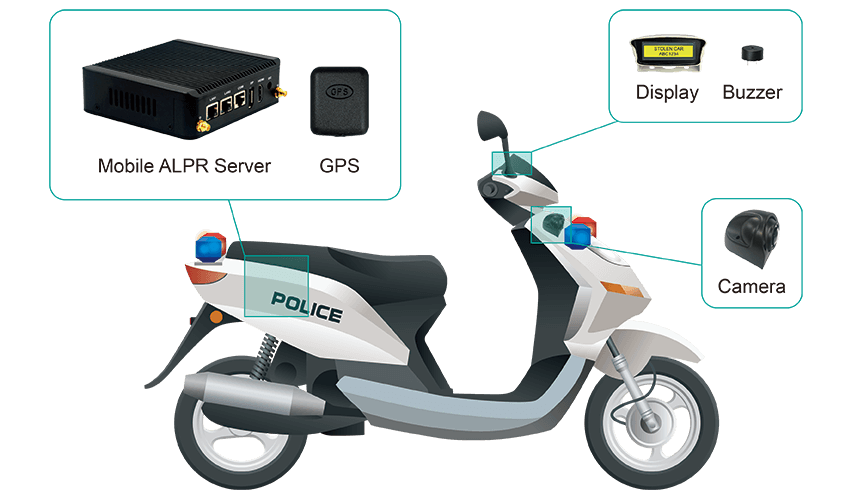 GPS
Mobile ALPR Server
GPS
STOLEN CAR
ABC1234
Display
Buzzer
Camera
POLICE